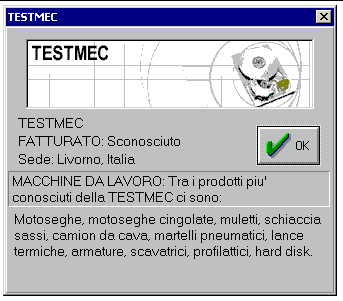 TESTMEC
TESTMEC
TESTMEC
FATTURATO: Sconosciuto
Sede: Livorno, Italia
OK
MACCHINE DA LAVORO: Tra i prodotti piu'
conosciuti della TESTMEC ci sono:
Motoseghe, motoseghe cingolate, muletti, schiaccia
sassi, camion da cava, martelli pneumatici, lance
termiche, armature, scavatrici, profilattici, hard disk.